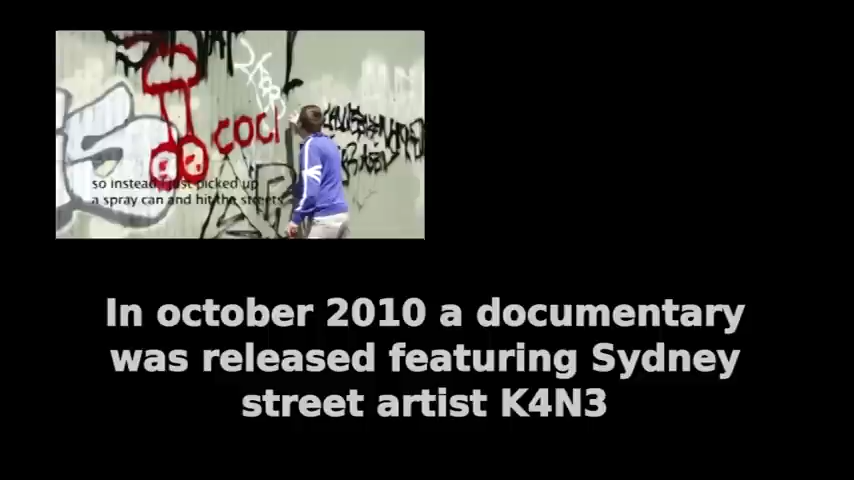 coci
so instead I just picked up
a spray can and hit the streets
In october 2010 a documentary
was released featuring Sydney
street artist K4N3